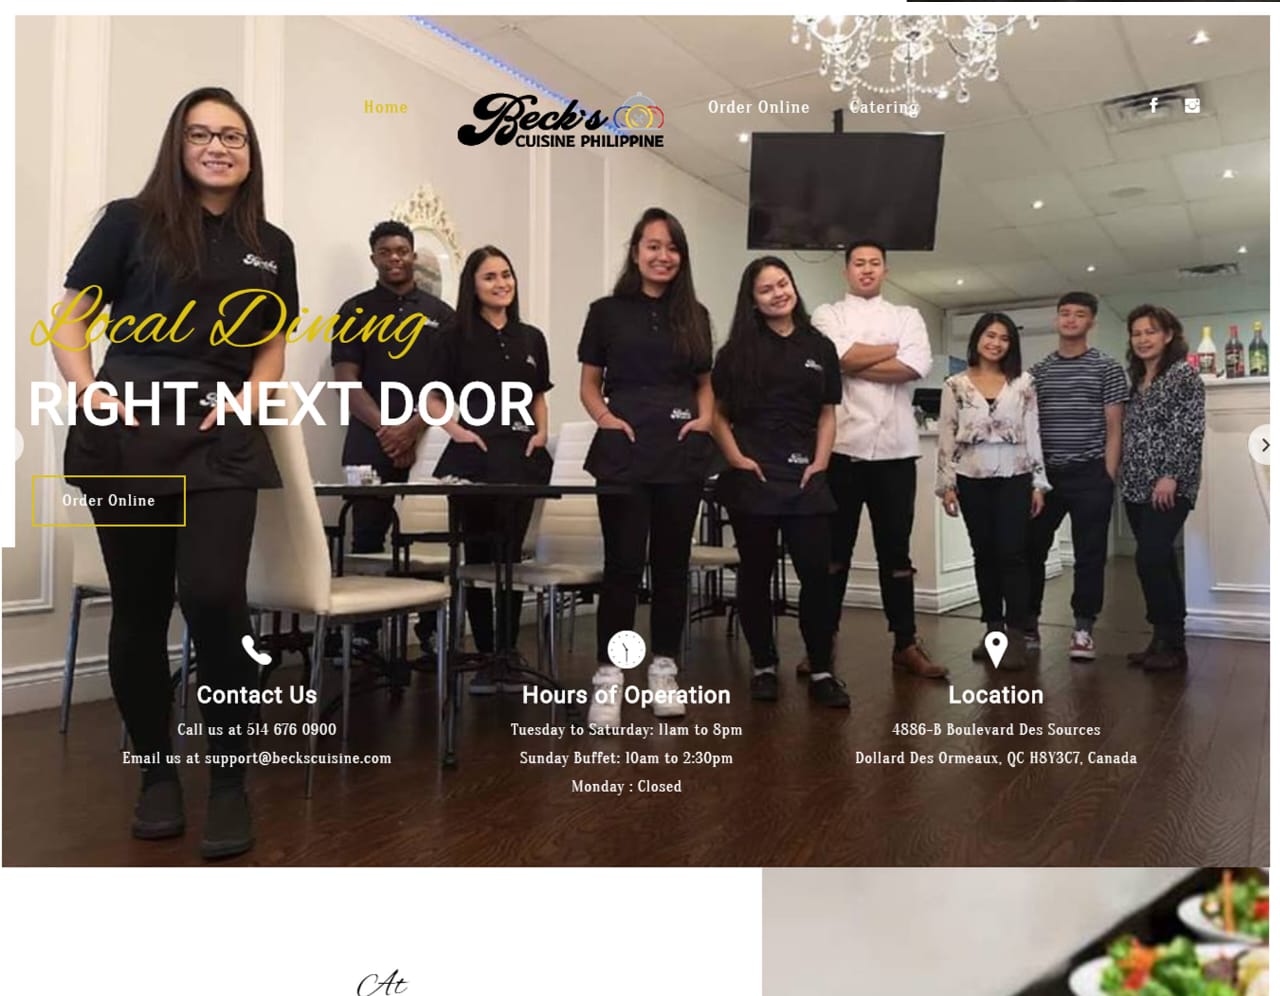 Home
Beck's
CUISINE PHILIPPINE
Order Online
Catering
Local Dining
RIGHT NEXT DOOR
Order Online
Contact Us
Call us at 514 676 0900
Email us at support@beckscuisine.com
Hours of Operation
Tuesday to Saturday: 11am to 8pm
Sunday Buffet: 10am to 2:30pm
Monday : Closed
Location
4886-B Boulevard Des Sources
Dollard Des Ormeaux, QC H8Y3C7, Canada
At